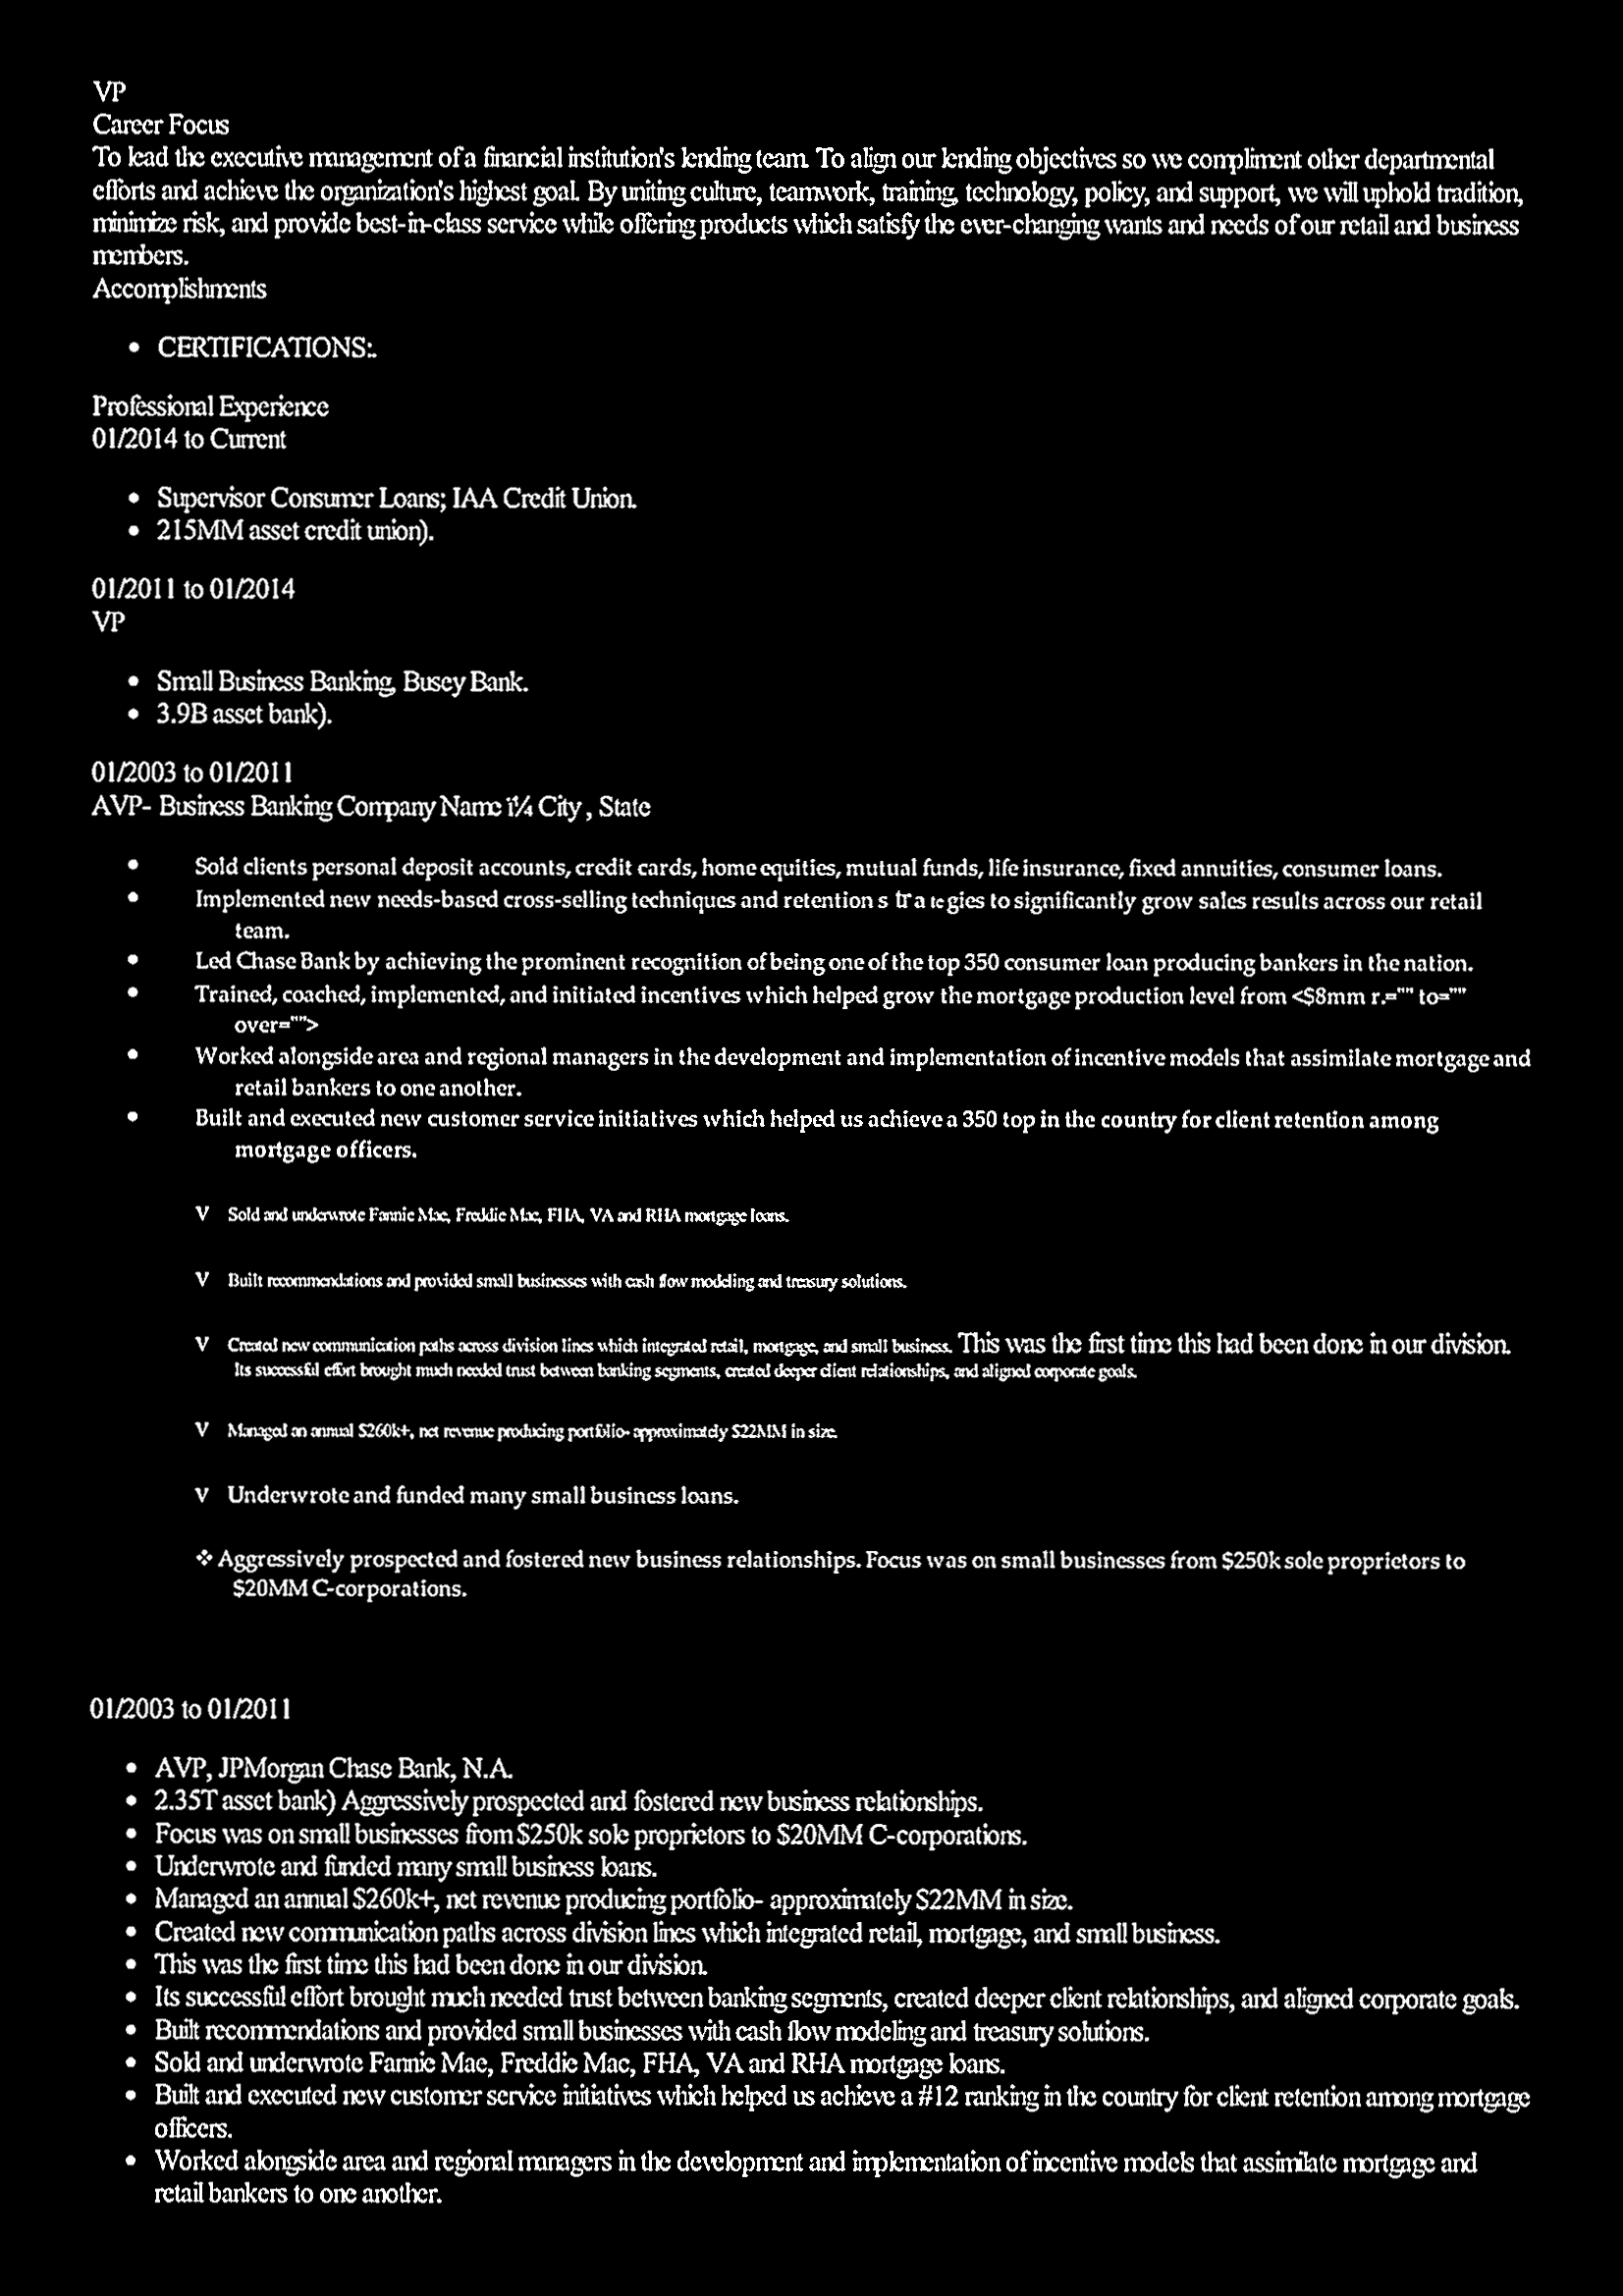 VP
Career Focus
To lead the executive management of a financial institution's lending team. To align our lending objectives so we compliment other departmental
efforts and achieve the organization's highest goal. By uniting culture, teamwork, training, technology, policy, and support, we will uphold tradition,
minimize risk, and provide best-in-class service while offering products which satisfy the ever-changing wants and needs of our retail and business
members.
Accomplishments
• CERTIFICATIONS:.
Professional Experience
01/2014 to Current
• Supervisor Consumer Loans; IAA Credit Union.
• 215MM asset credit union).
01/2011 to 01/2014
VP
• Small Business Banking, Busey Bank.
• 3.9B asset bank).
01/2003 to 01/2011
AVP- Business Banking Company Name ï¼ City , State
• Sold clients personal deposit accounts, credit cards, home equities, mutual funds, life insurance, fixed annuities, consumer loans.
• Implemented new needs-based cross-selling techniques and retention s tra te gies to significantly grow sales results across our retail
team.
• Led Chase Bank by achieving the prominent recognition of being one of the top 350 consumer loan producing bankers in the nation.
• Trained, coached, implemented, and initiated incentives which helped grow the mortgage production level from <$8mm r.="" to=""
over="">
• Worked alongside area and regional managers in the development and implementation of incentive models that assimilate mortgage and
retail bankers to one another.
• Built and executed new customer service initiatives which helped us achieve a 350 top in the country for client retention among
mortgage officers.
v Sold and underwrote Fannie Mae, Freddie Mac, FHA, VA and RHA mortgage loans.
v Built recommendations and provided small businesses with cash flow modeling and treasury solutions.
v Created new communication paths across division lines which integrated retail, mortgage, and small business. This was the first time this had been done in our division.
Its successful effort brought much needed trust between banking segments, created deeper client relationships, and aligned corporate goals.
v Managed an annual $260k+, net revenue producing portfolio- approximately $22MM in size.
v Underwrote and funded many small business loans.
❖ Aggressively prospected and fostered new business relationships. Focus was on small businesses from $250k sole proprietors to
$20MM C-corporations.
01/2003 to 01/2011
• AVP, JPMorgan Chase Bank, N.A.
• 2.35T asset bank) Aggressively prospected and fostered new business relationships.
• Focus was on small businesses from $250k sole proprietors to $20MM C-corporations.
• Underwrote and funded many small business loans.
• Managed an annual $260k+, net revenue producing portfolio- approximately $22MM in size.
• Created new communication paths across division lines which integrated retail, mortgage, and small business.
• This was the first time this had been done in our division.
• Its successful effort brought much needed trust between banking segments, created deeper client relationships, and aligned corporate goals.
• Built recommendations and provided small businesses with cash flow modeling and treasury solutions.
• Sold and underwrote Fannie Mae, Freddie Mac, FHA, VA and RHA mortgage loans.
• Built and executed new customer service initiatives which helped us achieve a #12 ranking in the country for client retention among mortgage
officers.
• Worked alongside area and regional managers in the development and implementation of incentive models that assimilate mortgage and
retail bankers to one another.